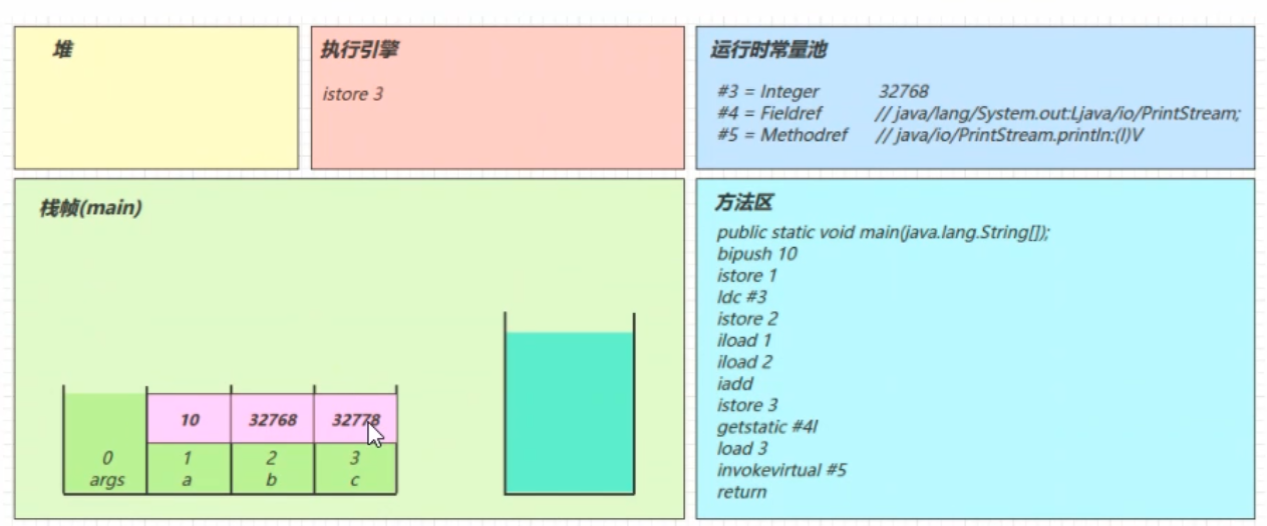 堆
执行引擎
istore 3
运行时常量池
#3 = Integer 32768
#4 = Fieldref // java/lang/System.out:Ljava/io/PrintStream;
#5 = Methodref // java/io/PrintStream.println:(I)V
栈帧(main)
10 32768 32778
0 1 2 3
args a b c
方法区
public static void main(java.lang.String[]);
bipush 10
istore 1
ldc #3
istore 2
iload 1
iload 2
iadd
istore 3
getstatic #4l
load 3
invokevirtual #5
return